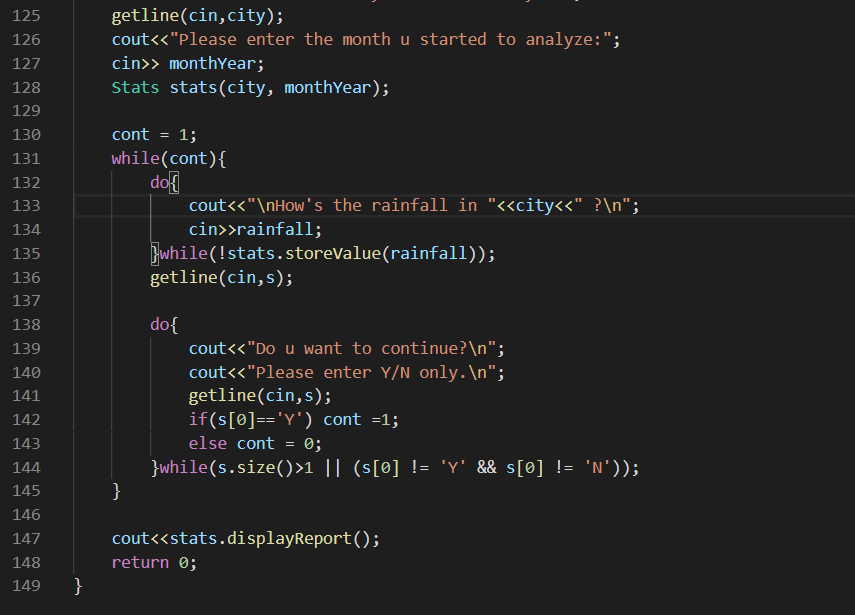 125 getline(cin,city);
126 cout<<"Please enter the month u started to analyze:";
127 cin>> monthYear;
128 Stats stats(city, monthYear);
129
130 cont = 1;
131 while(cont){
132 do{
133 cout<<"\nHow's the rainfall in "<<city<<" ?\n";
134 cin>>rainfall;
135 }while(!stats.storeValue(rainfall));
136 getline(cin,s);
137
138 do{
139 cout<<"Do u want to continue?\n";
140 cout<<"Please enter Y/N only.\n";
141 getline(cin,s);
142 if(s[0]=='Y') cont =1;
143 else cont = 0;
144 }while(s.size()>1 || (s[0] != 'Y' && s[0] != 'N'));
145 }
146
147 cout<<stats.displayReport();
148 return 0;
149 }